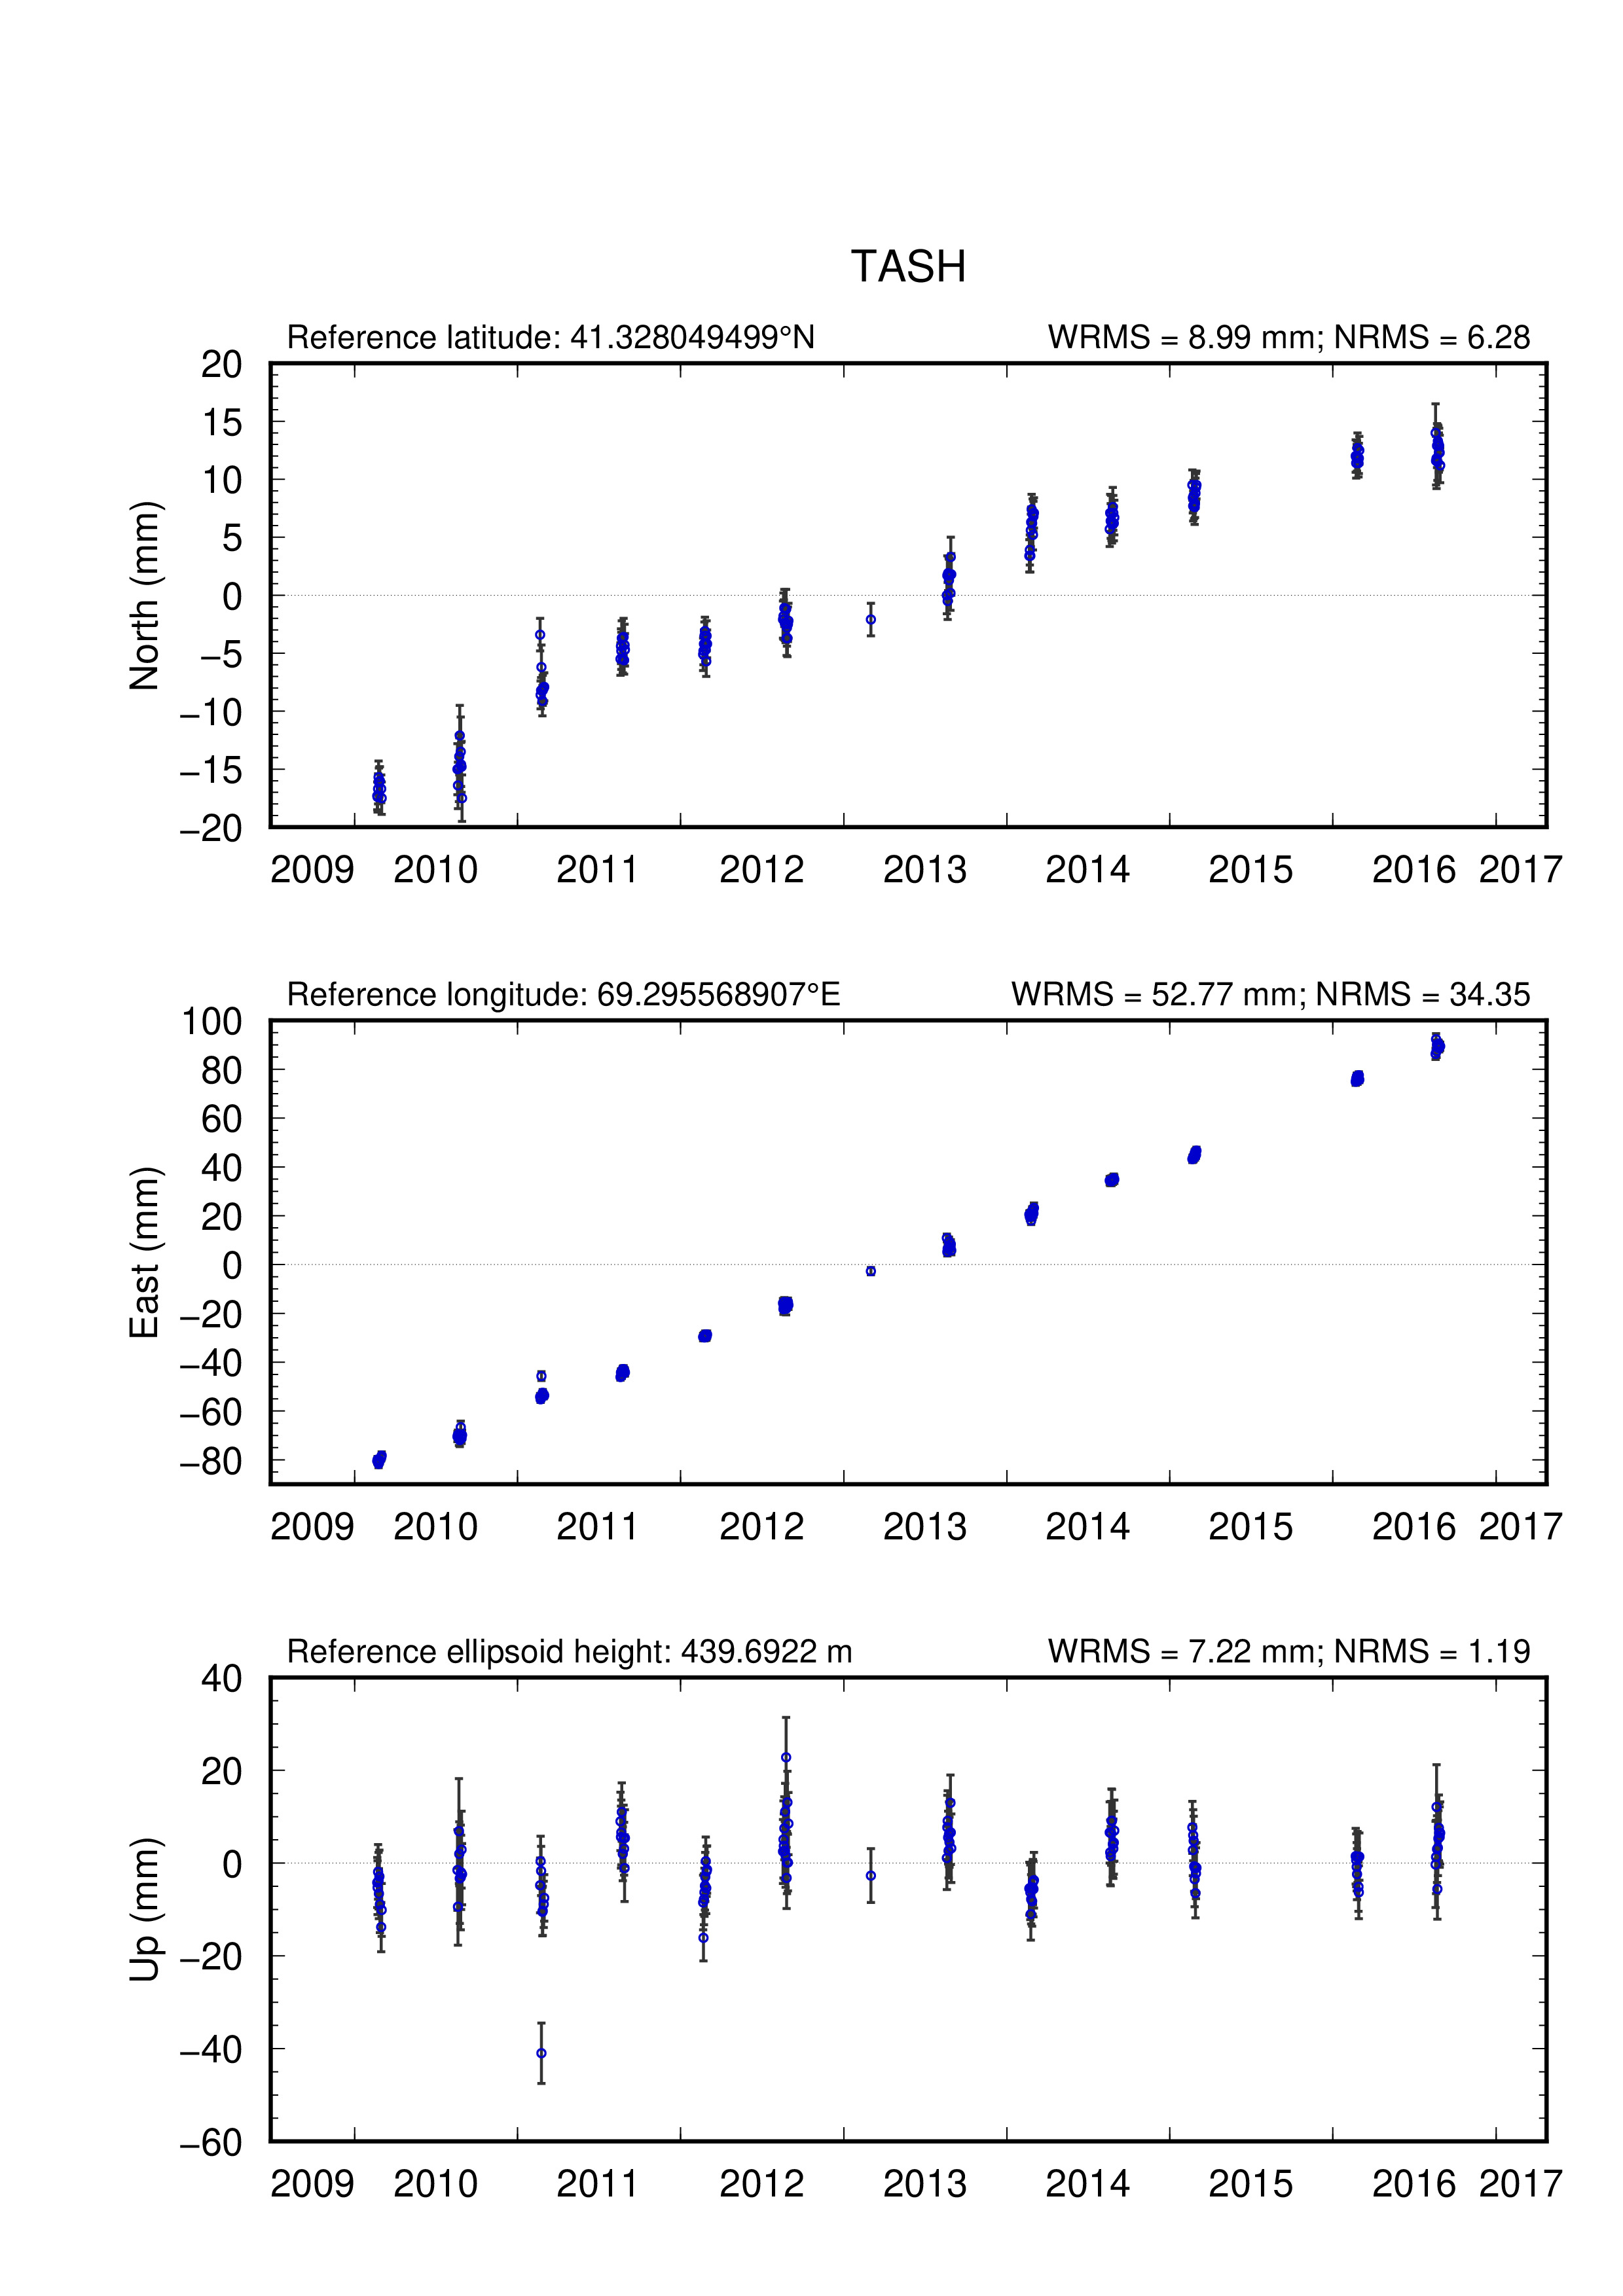 TASH
Reference latitude: 41.328049499°N WRMS = 8.99 mm; NRMS = 6.28
20
15
10
5
0
−5
−10
−15
−20
North (mm)
2009 2010 2011 2012 2013 2014 2015 2016 2017
Reference longitude: 69.295568907°E WRMS = 52.77 mm; NRMS = 34.35
100
80
60
40
20
0
−20
−40
−60
−80
East (mm)
2009 2010 2011 2012 2013 2014 2015 2016 2017
Reference ellipsoid height: 439.6922 m WRMS = 7.22 mm; NRMS = 1.19
40
20
0
−20
−40
−60
Up (mm)
2009 2010 2011 2012 2013 2014 2015 2016 2017